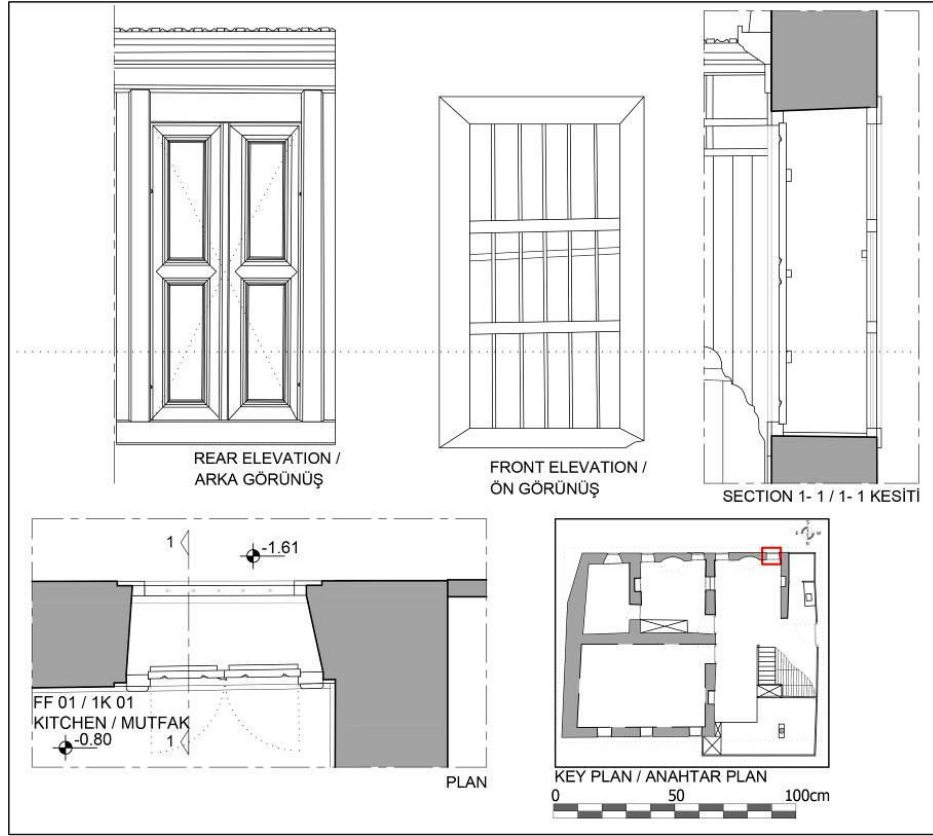 REAR ELEVATION /
ARKA GÖRÜNÜŞ
FRONT ELEVATION /
ÖN GÖRÜNÜŞ
SECTION 1- 1 / 1- 1 KESİTİ
1
-1.61
FF 01 / 1K 01
KITCHEN / MUTFAK
-0.80
1
PLAN
KEY PLAN / ANAHTAR PLAN
0 50 100cm